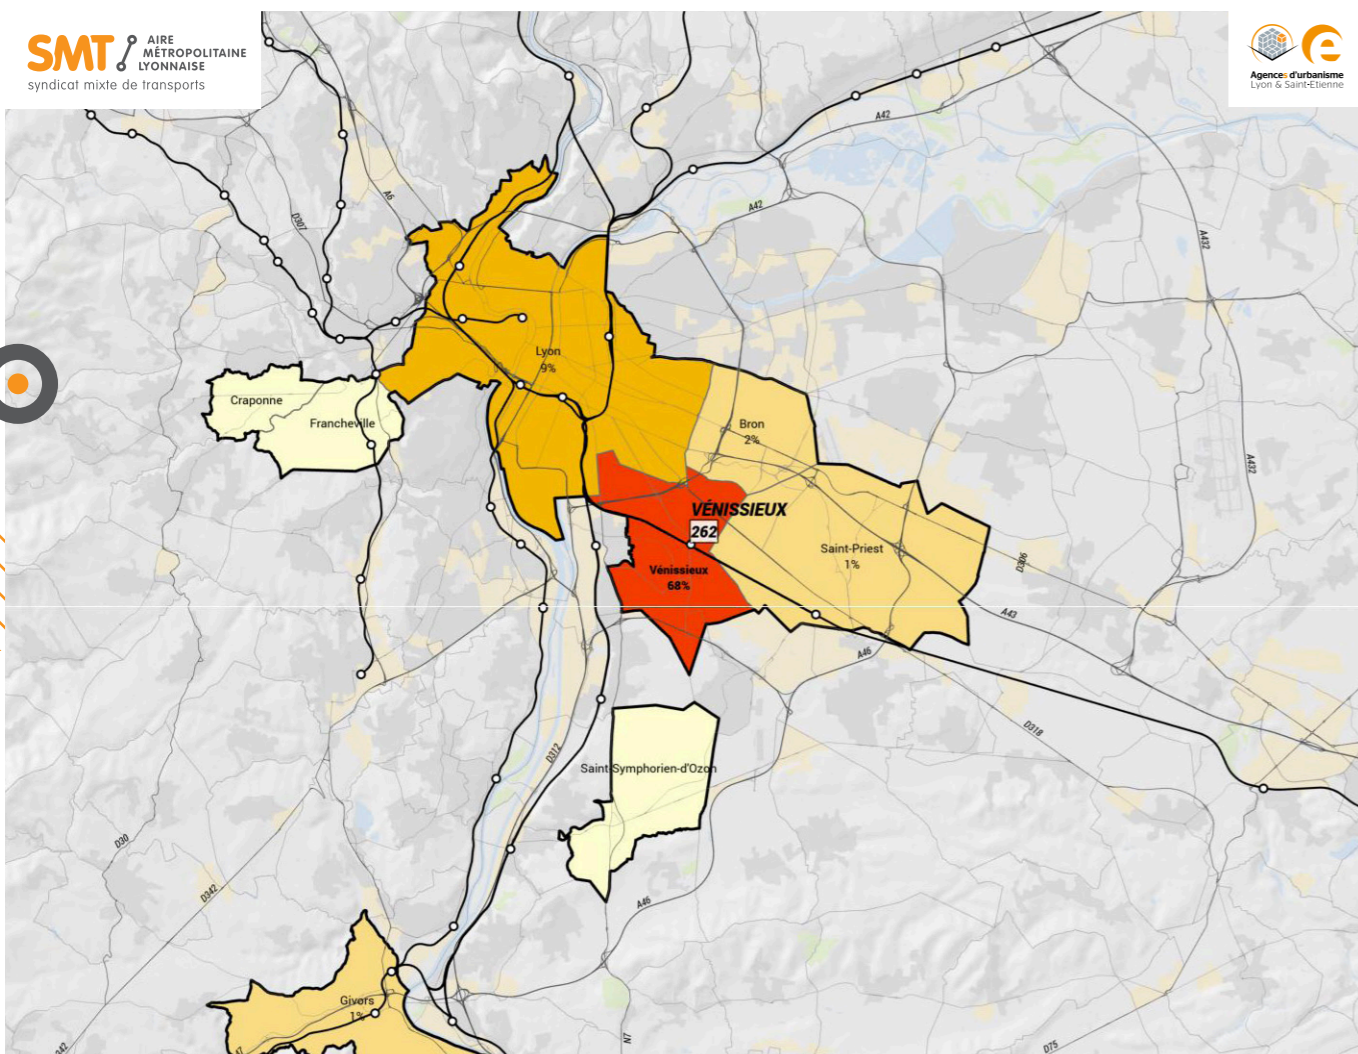 SMT
AIRE
MÉTROPOLITAINE
LYONNAISE
syndicat mixte de transports
e
Agences d'urbanisme
Lyon & Saint-Etienne
A42
A6
D307
A42
A432
Lyon
9%
Craponne
Francheville
Bron
2%
A432
VÉNISSIEUX
262
Saint-Priest
1%
D306
Vénissieux
68%
A43
A46
D318
D312
Saint-Symphorien-d'Ozon
D30
D342
A46
Givors
1%
N7
D75